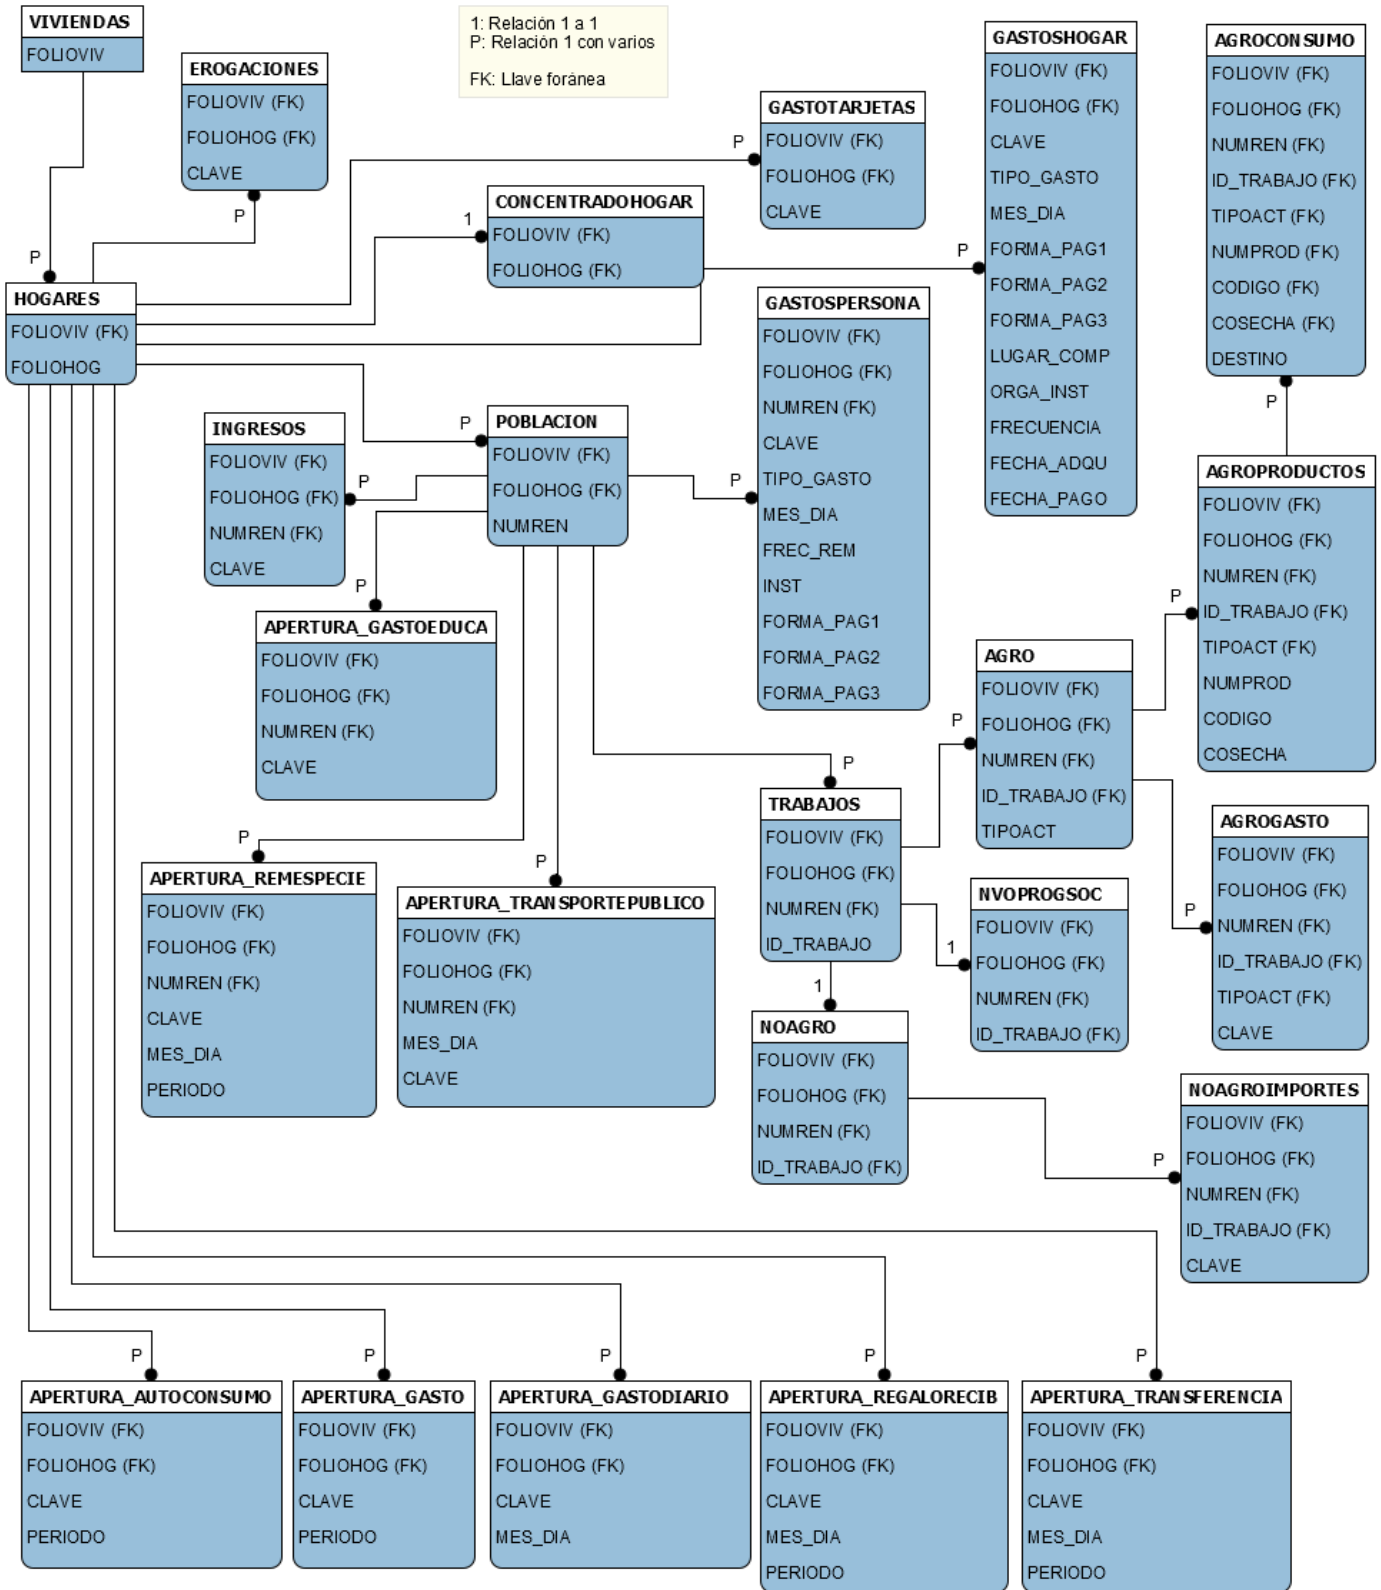 VIVIENDAS
FOLIOVIV
1: Relación 1 a 1
P: Relación 1 con varios
FK: Llave foránea
EROGACIONES
FOLIOVIV (FK)
FOLIOHOG (FK)
CLAVE
P
P
HOGARES
FOLIOVIV (FK)
FOLIOHOG
P
GASTOTARJETAS
FOLIOVIV (FK)
FOLIOHOG (FK)
CLAVE
1
CONCENTRADOHOGAR
FOLIOVIV (FK)
FOLIOHOG (FK)
P
GASTOSHOGAR
FOLIOVIV (FK)
FOLIOHOG (FK)
CLAVE
TIPO_GASTO
MES_DIA
FORMA_PAG1
FORMA_PAG2
FORMA_PAG3
LUGAR_COMP
ORGA_INST
FRECUENCIA
FECHA_ADQU
FECHA_PAGO
AGROCONSUMO
FOLIOVIV (FK)
FOLIOHOG (FK)
NUMREN (FK)
ID_TRABAJO (FK)
TIPOACT (FK)
NUMPROD (FK)
CODIGO (FK)
COSECHA (FK)
DESTINO
P
GASTOSPERSONA
FOLIOVIV (FK)
FOLIOHOG (FK)
NUMREN (FK)
CLAVE
TIPO_GASTO
MES_DIA
FREC_REM
INST
FORMA_PAG1
FORMA_PAG2
FORMA_PAG3
P
P
POBLACION
FOLIOVIV (FK)
FOLIOHOG (FK)
NUMREN
INGRESOS
FOLIOVIV (FK)
FOLIOHOG (FK)
NUMREN (FK)
CLAVE
P
P
APERTURA_GASTOEDUCA
FOLIOVIV (FK)
FOLIOHOG (FK)
NUMREN (FK)
CLAVE
AGROPRODUCTOS
FOLIOVIV (FK)
FOLIOHOG (FK)
NUMREN (FK)
ID_TRABAJO (FK)
TIPOACT (FK)
NUMPROD
CODIGO
COSECHA
P
AGRO
FOLIOVIV (FK)
FOLIOHOG (FK)
NUMREN (FK)
ID_TRABAJO (FK)
TIPOACT
P
P
TRABAJOS
FOLIOVIV (FK)
FOLIOHOG (FK)
NUMREN (FK)
ID_TRABAJO
AGROGASTO
FOLIOVIV (FK)
FOLIOHOG (FK)
NUMREN (FK)
ID_TRABAJO (FK)
TIPOACT (FK)
CLAVE
P
P
APERTURA_REMESPECIE
FOLIOVIV (FK)
FOLIOHOG (FK)
NUMREN (FK)
CLAVE
MES_DIA
PERIODO
P
APERTURA_TRANSPORTEPUBLICO
FOLIOVIV (FK)
FOLIOHOG (FK)
NUMREN (FK)
MES_DIA
CLAVE
NVOPROGSOC
FOLIOVIV (FK)
FOLIOHOG (FK)
NUMREN (FK)
ID_TRABAJO (FK)
1
1
NOAGRO
FOLIOVIV (FK)
FOLIOHOG (FK)
NUMREN (FK)
ID_TRABAJO (FK)
P
NOAGROIMPORTES
FOLIOVIV (FK)
FOLIOHOG (FK)
NUMREN (FK)
ID_TRABAJO (FK)
CLAVE
P
APERTURA_AUTOCONSUMO
FOLIOVIV (FK)
FOLIOHOG (FK)
CLAVE
PERIODO
P
APERTURA_GASTO
FOLIOVIV (FK)
FOLIOHOG (FK)
CLAVE
PERIODO
P
APERTURA_GASTODIARIO
FOLIOVIV (FK)
FOLIOHOG (FK)
CLAVE
MES_DIA
P
APERTURA_REGALORECIB
FOLIOVIV (FK)
FOLIOHOG (FK)
CLAVE
MES_DIA
PERIODO
P
APERTURA_TRANSFERENCIA
FOLIOVIV (FK)
FOLIOHOG (FK)
CLAVE
MES_DIA
PERIODO